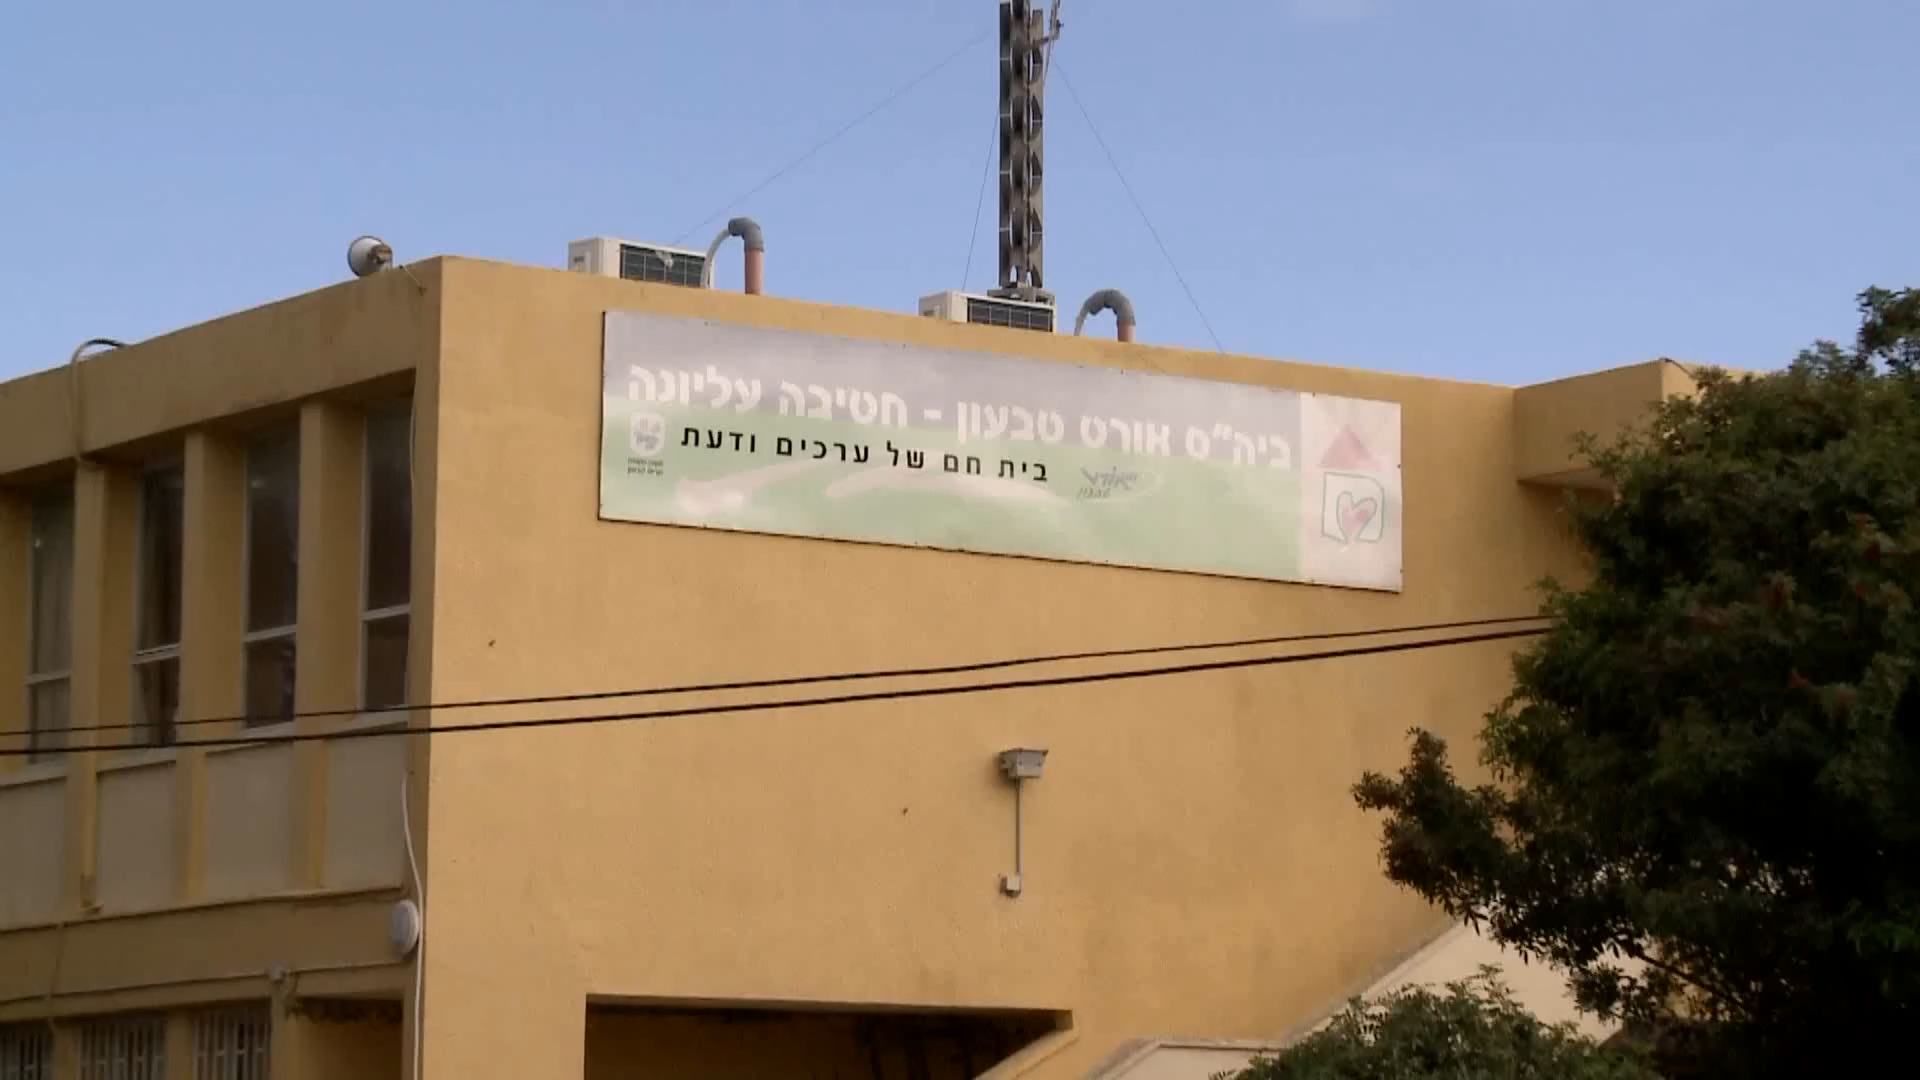 ביה"ס אורט טבעון - חטיבה עליונה
בית חם של ערכים ודעת